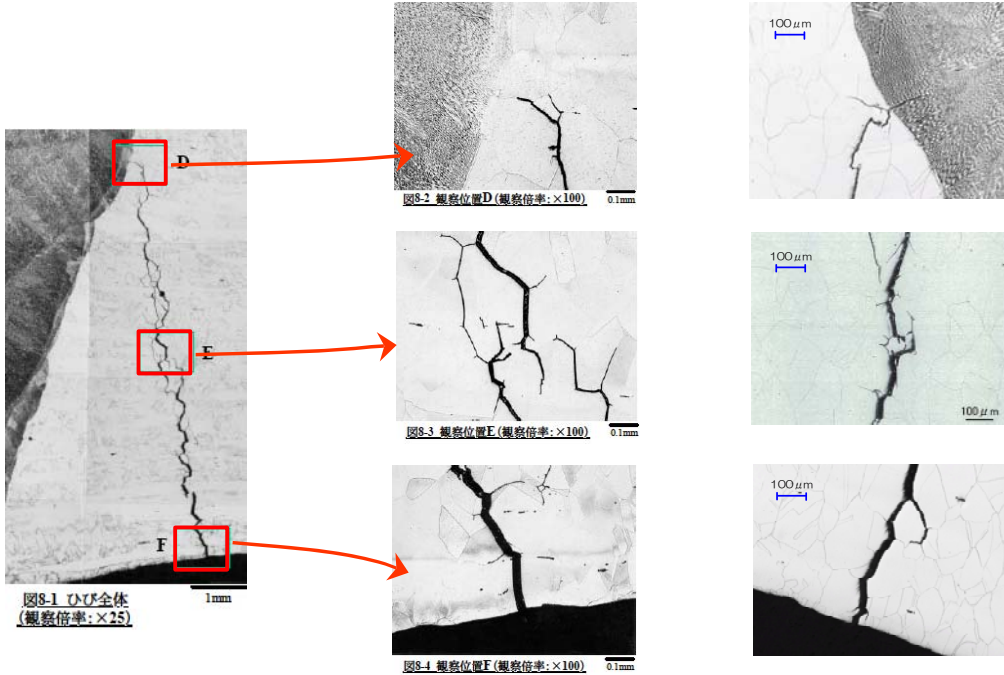 D
E
F
図8-1 ひび全体
(観察倍率:×25)
1mm
図8-2 観察位置D(観察倍率:×100)
0.1mm
図8-3 観察位置E(観察倍率:×100)
0.1mm
図8-4 観察位置F(観察倍率:×100)
0.1mm
100μm
100μm
100μm
100μm